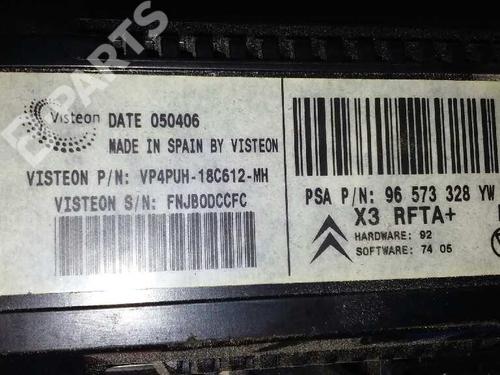 B-PARTS
Visteon
DATE 050406
MADE IN SPAIN BY VISTEON
VISTEON P/N: VP4PUH-18C612-MH
VISTEON S/N: FNJBODCCFC
PSA P/N: 96 573 328 YW
X3 RFTA+
HARDWARE: 92
SOFTWARE: 74 05